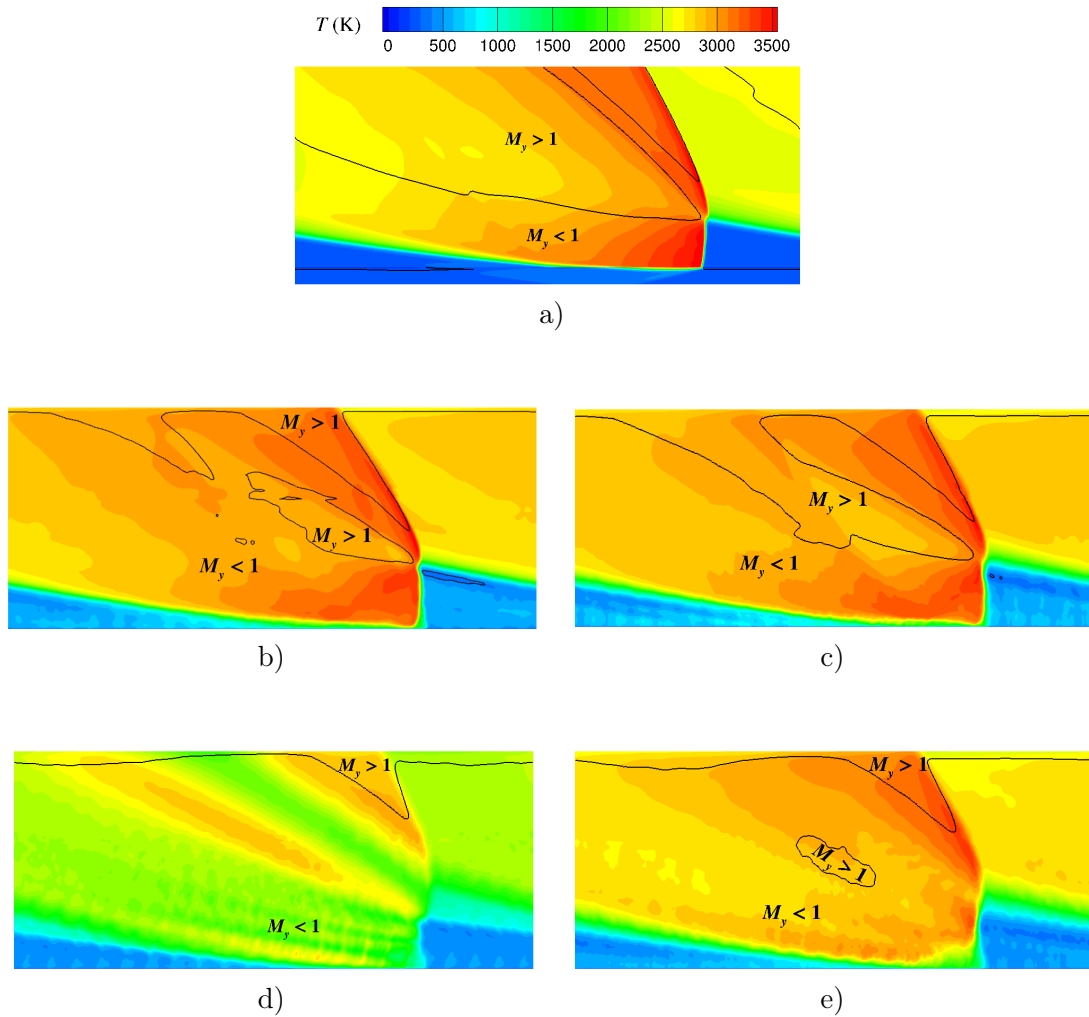 T (K)
0 500 1000 1500 2000 2500 3000 3500
M_y > 1
M_y < 1
a)
M_y > 1
M_y > 1
M_y < 1
b)
M_y > 1
M_y < 1
c)
M_y > 1
M_y < 1
d)
M_y > 1
M_y > 1
M_y < 1
e)